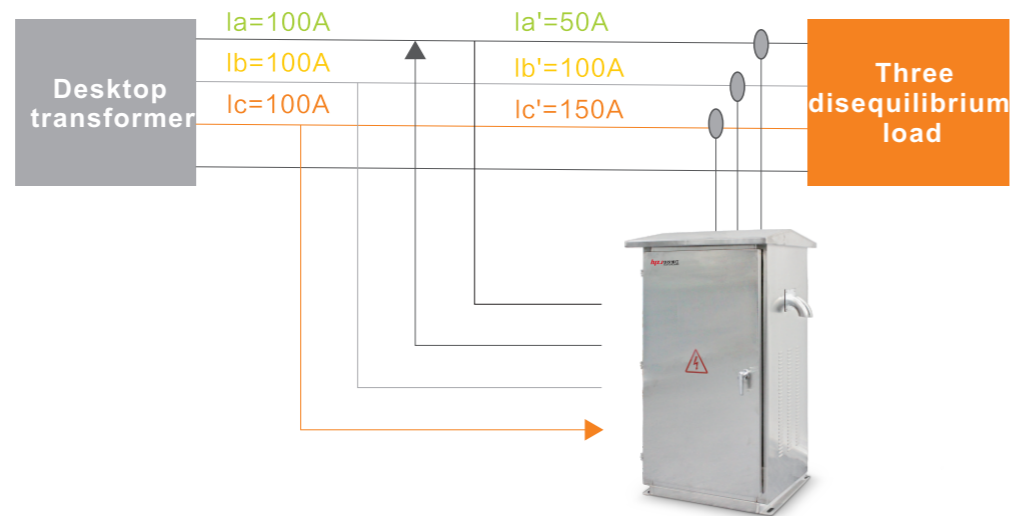 Ia=100A
Ia'=50A
Ib=100A
Ib'=100A
Ic=100A
Ic'=150A
Desktop
transformer
Three
disequilibrium
load